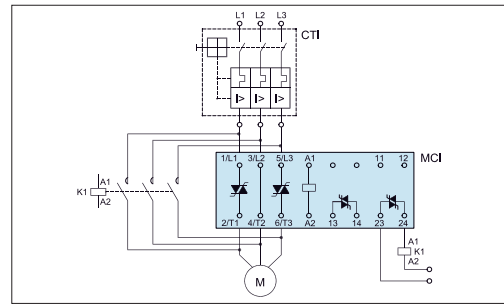 L1 L2 L3
CTI
I> I> I>
1/L1 3/L2 5/L3 A1 11 12
MCI
A1
K1
A2
2/T1 4/T2 6/T3 A2 13 14 23 24
A1
K1
A2
M